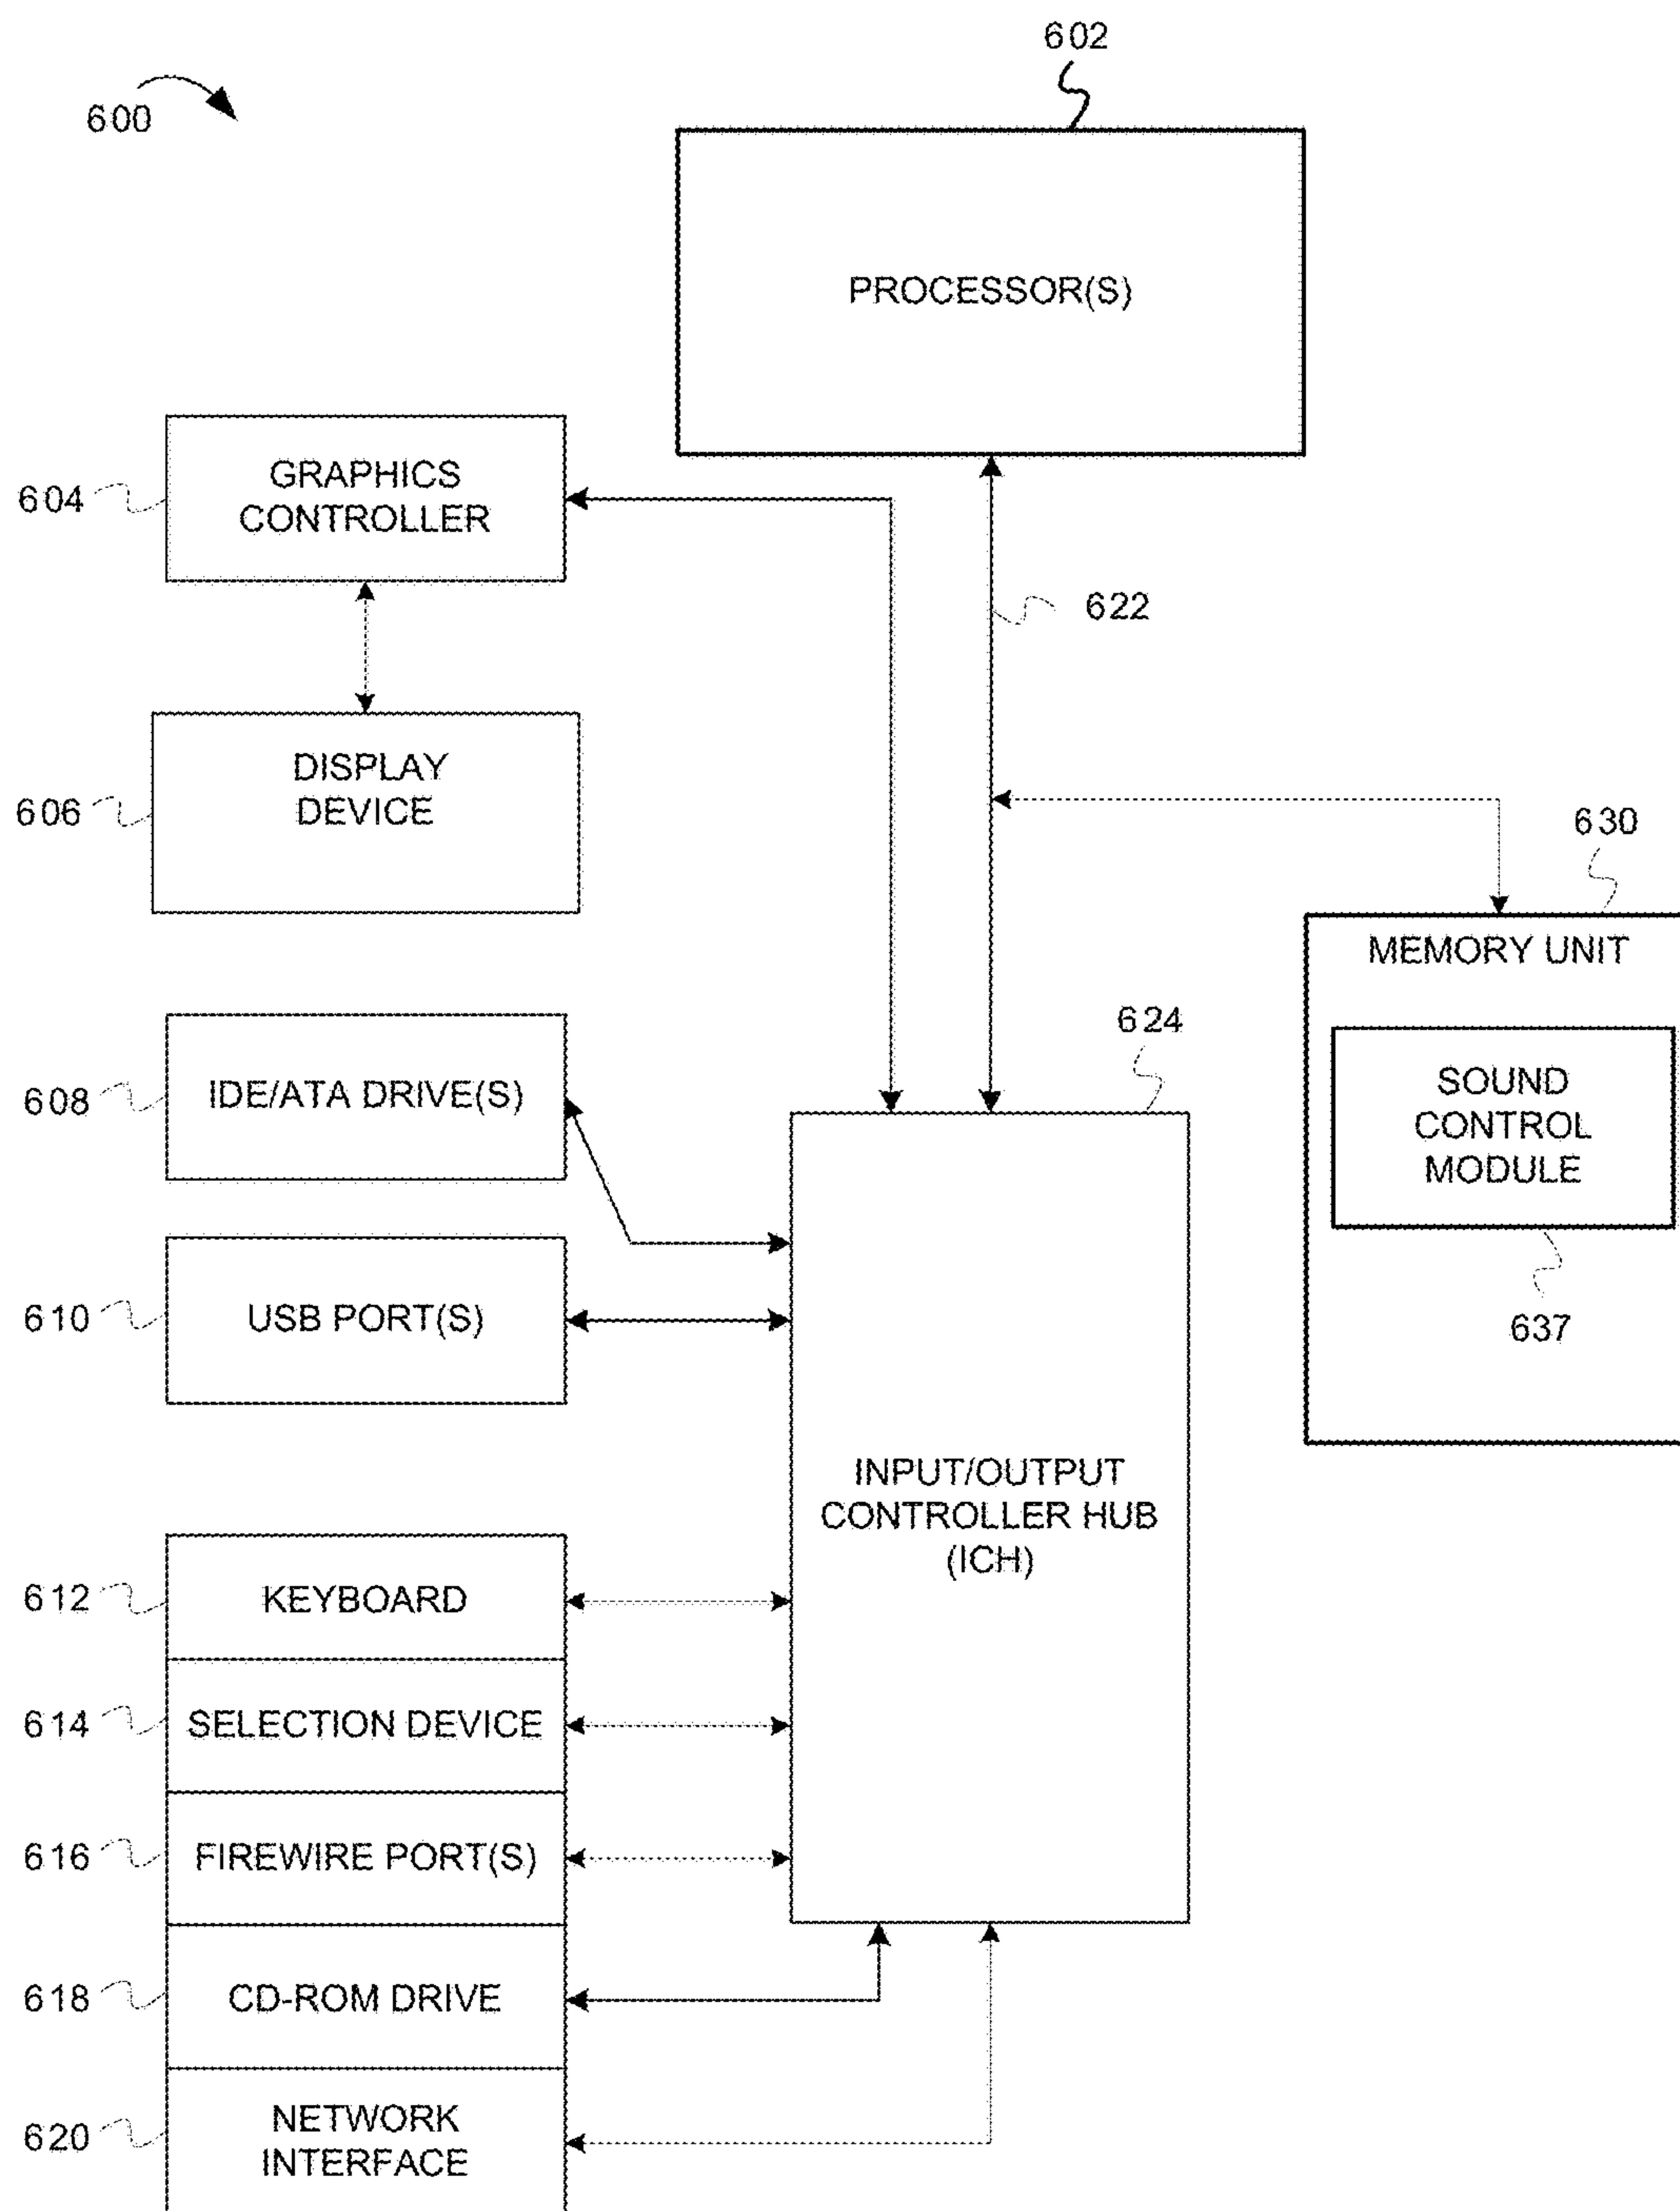 602
600
PROCESSOR(S)
GRAPHICS
CONTROLLER
604
622
DISPLAY
DEVICE
606
630
MEMORY UNIT
624
SOUND
CONTROL
MODULE
637
IDE/ATA DRIVE(S)
608
USB PORT(S)
610
INPUT/OUTPUT
CONTROLLER HUB
(ICH)
612
KEYBOARD
614
SELECTION DEVICE
616
FIREWIRE PORT(S)
618
CD-ROM DRIVE
620
NETWORK
INTERFACE